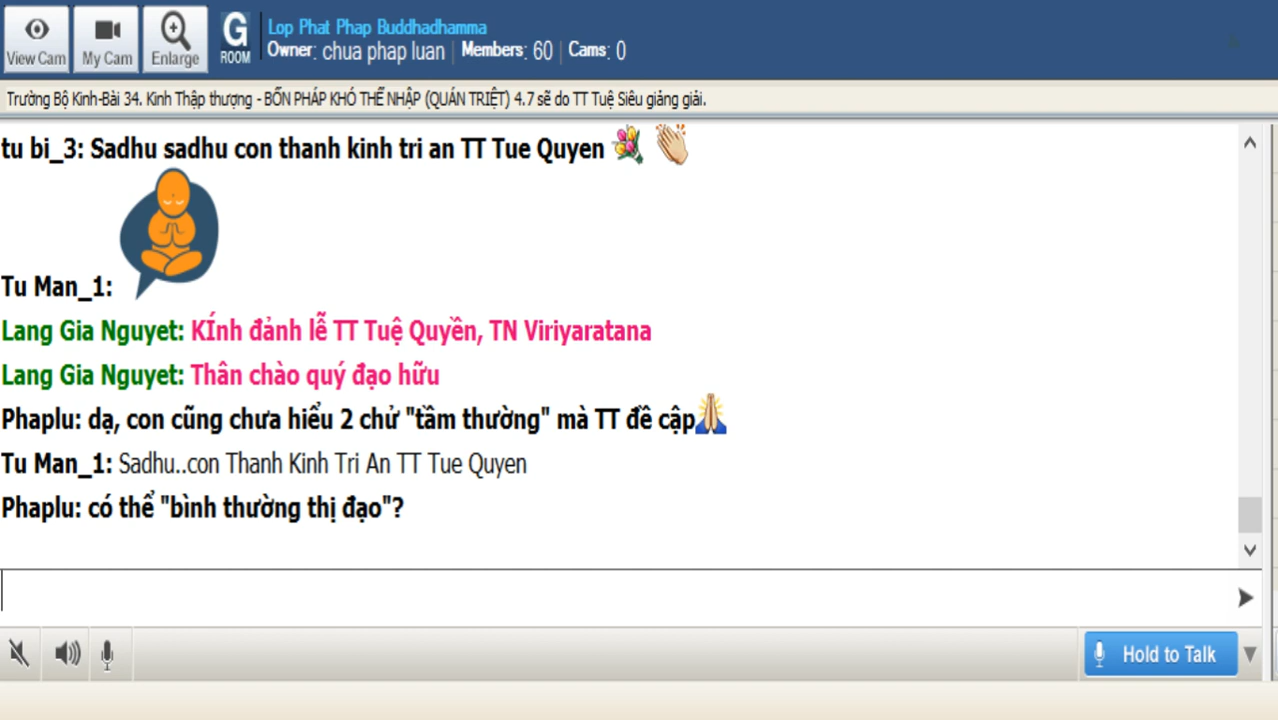 Lop Phat Phap Buddhadhamma
View Cam My Cam Enlarge G ROOM Owner: chua phap luan | Members: 60 | Cams: 0
Trường Bộ Kinh-Bài 34. Kinh Thập thượng - BỐN PHÁP KHÓ THỂ NHẬP (QUÁN TRIỆT) 4.7 sẽ do TT Tuệ Siêu giảng giải.
tu bi_3: Sadhu sadhu con thanh kinh tri an TT Tue Quyen
Tu Man_1:
Lang Gia Nguyet: KÍnh đảnh lễ TT Tuệ Quyền, TN Viriyaratana
Lang Gia Nguyet: Thân chào quý đạo hữu
Phaplu: dạ, con cũng chưa hiểu 2 chử "tầm thường" mà TT đề cập
Tu Man_1: Sadhu..con Thanh Kinh Tri An TT Tue Quyen
Phaplu: có thể "bình thường thị đạo"?
Hold to Talk